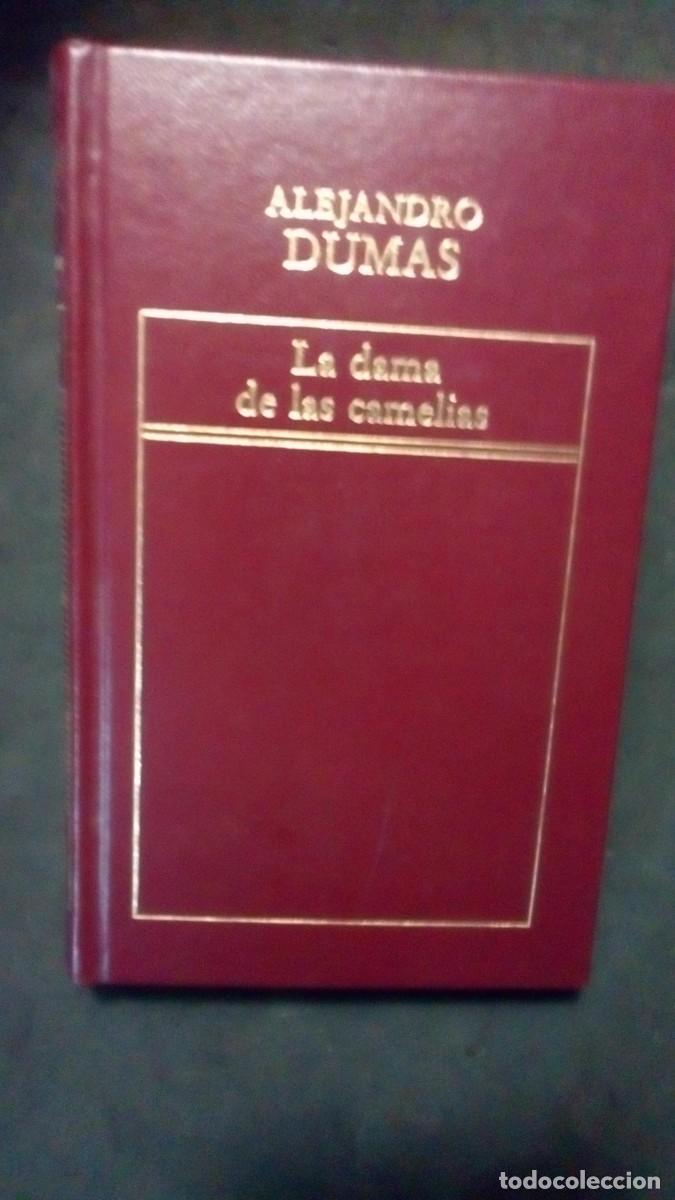 ALEJANDRO
DUMAS
La dama
de las camelias
todocoleccion